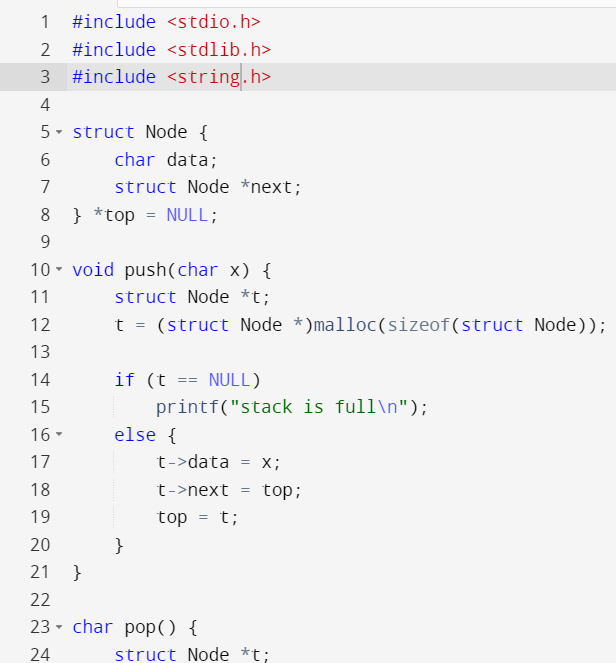 1 #include <stdio.h>
2 #include <stdlib.h>
3 #include <string.h>
4
5 struct Node {
6     char data;
7     struct Node *next;
8 } *top = NULL;
9
10 void push(char x) {
11     struct Node *t;
12     t = (struct Node *)malloc(sizeof(struct Node));
13
14     if (t == NULL)
15         printf("stack is full\n");
16     else {
17         t->data = x;
18         t->next = top;
19         top = t;
20     }
21 }
22
23 char pop() {
24     struct Node *t;